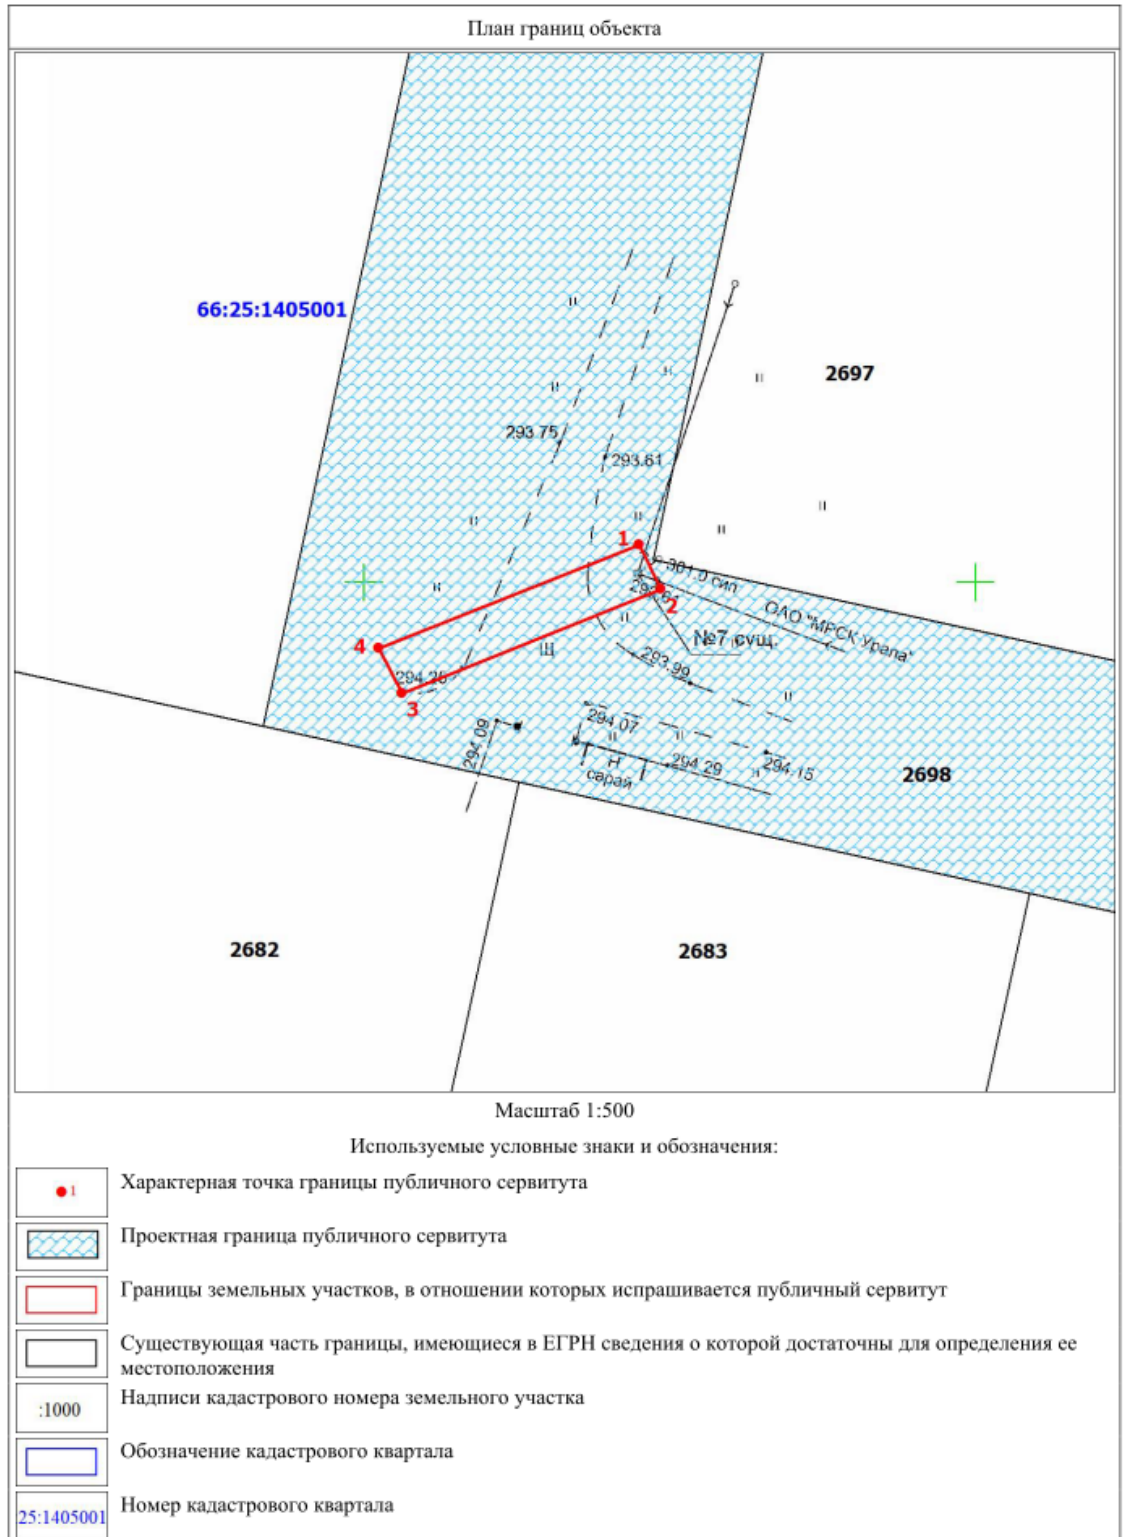 План границ объекта
66:25:1405001
2697
293.75
293.61
1
301.0 сип
2
ОАО "МРСК Урала"
№7 сущ.
4
Щ
293.99
294.28
3
294.07
294.09
Н
сарай
294.29
294.15
2698
2682
2683
Масштаб 1:500
Используемые условные знаки и обозначения:
1
Характерная точка границы публичного сервитута
Проектная граница публичного сервитута
Границы земельных участков, в отношении которых испрашивается публичный сервитут
Существующая часть границы, имеющиеся в ЕГРН сведения о которой достаточны для определения ее
местоположения
:1000
Надписи кадастрового номера земельного участка
Обозначение кадастрового квартала
25:1405001
Номер кадастрового квартала